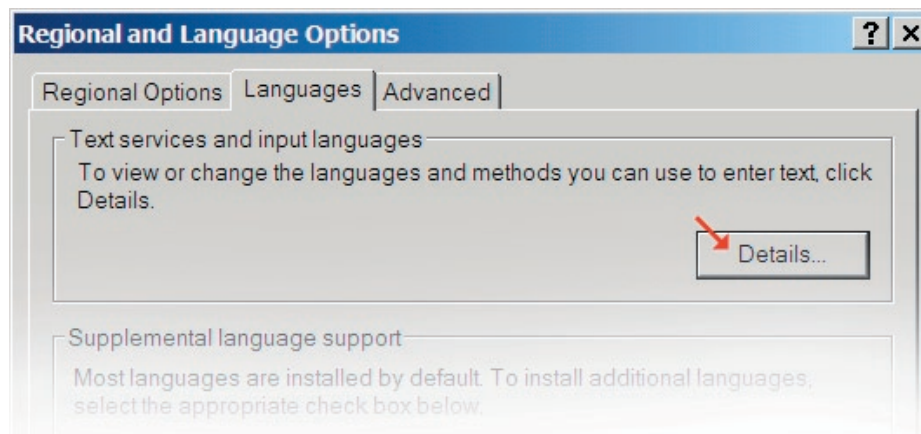 Regional and Language Options
Regional Options Languages Advanced
Text services and input languages
To view or change the languages and methods you can use to enter text, click
Details.
Details...
Supplemental language support
Most languages are installed by default. To install additional languages,
select the appropriate check box below.